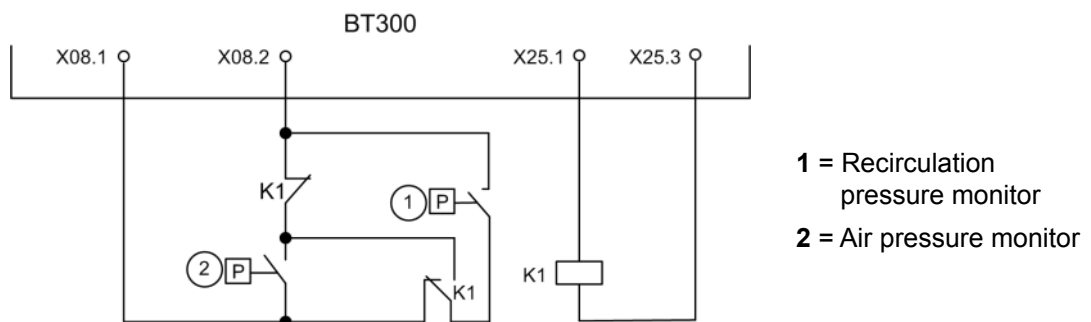 BT300
X08.1
X08.2
X25.1
X25.3
1 = Recirculation
pressure monitor
K1
1
P
2 = Air pressure monitor
2
P
K1
K1